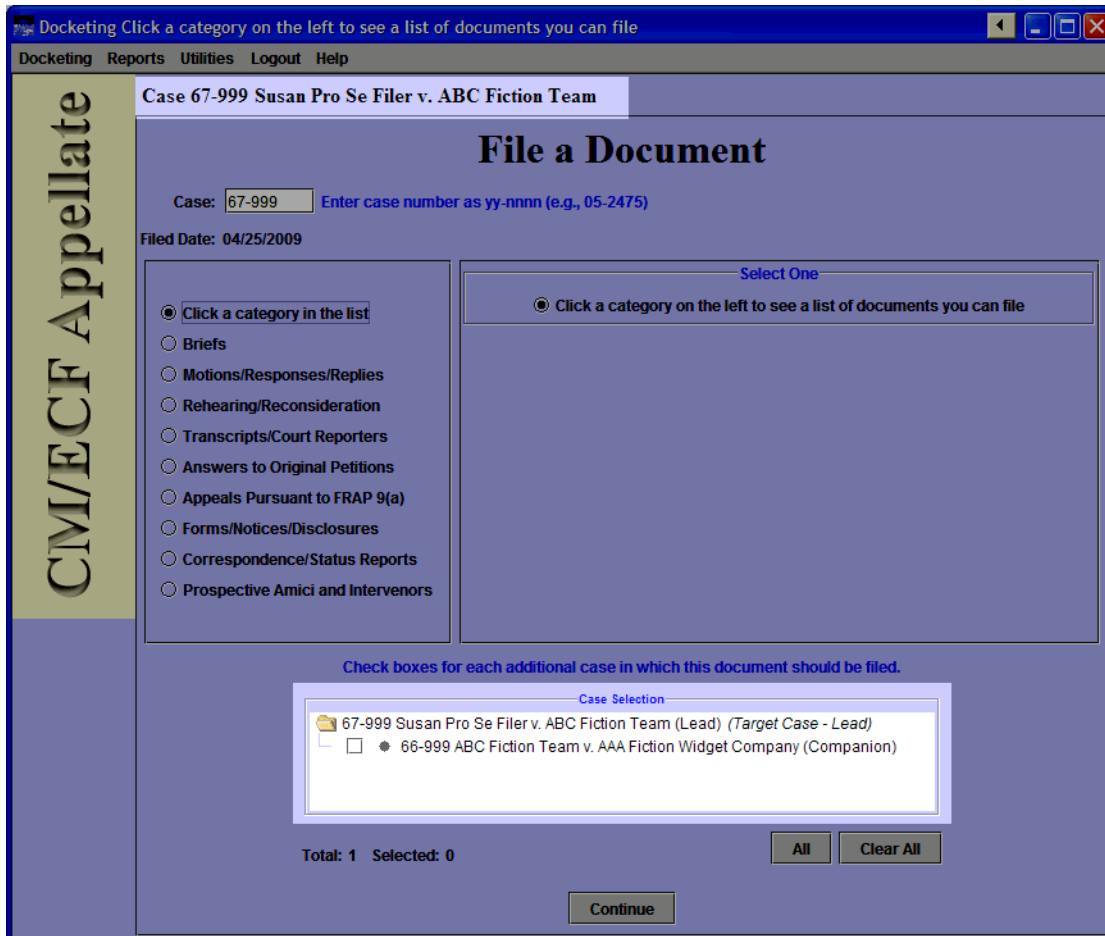 Docketing Click a category on the left to see a list of documents you can file
Docketing Reports Utilities Logout Help
CM/ECF Appellate
Case 67-999 Susan Pro Se Filer v. ABC Fiction Team
File a Document
Case: 67-999 Enter case number as yy-nnnn (e.g., 05-2475)
Filed Date: 04/25/2009
Click a category in the list
Briefs
Motions/Responses/Replies
Rehearing/Reconsideration
Transcripts/Court Reporters
Answers to Original Petitions
Appeals Pursuant to FRAP 9(a)
Forms/Notices/Disclosures
Correspondence/Status Reports
Prospective Amici and Intervenors
Select One
Click a category on the left to see a list of documents you can file
Check boxes for each additional case in which this document should be filed.
Case Selection
67-999 Susan Pro Se Filer v. ABC Fiction Team (Lead) (Target Case - Lead)
66-999 ABC Fiction Team v. AAA Fiction Widget Company (Companion)
Total: 1 Selected: 0
All Clear All
Continue